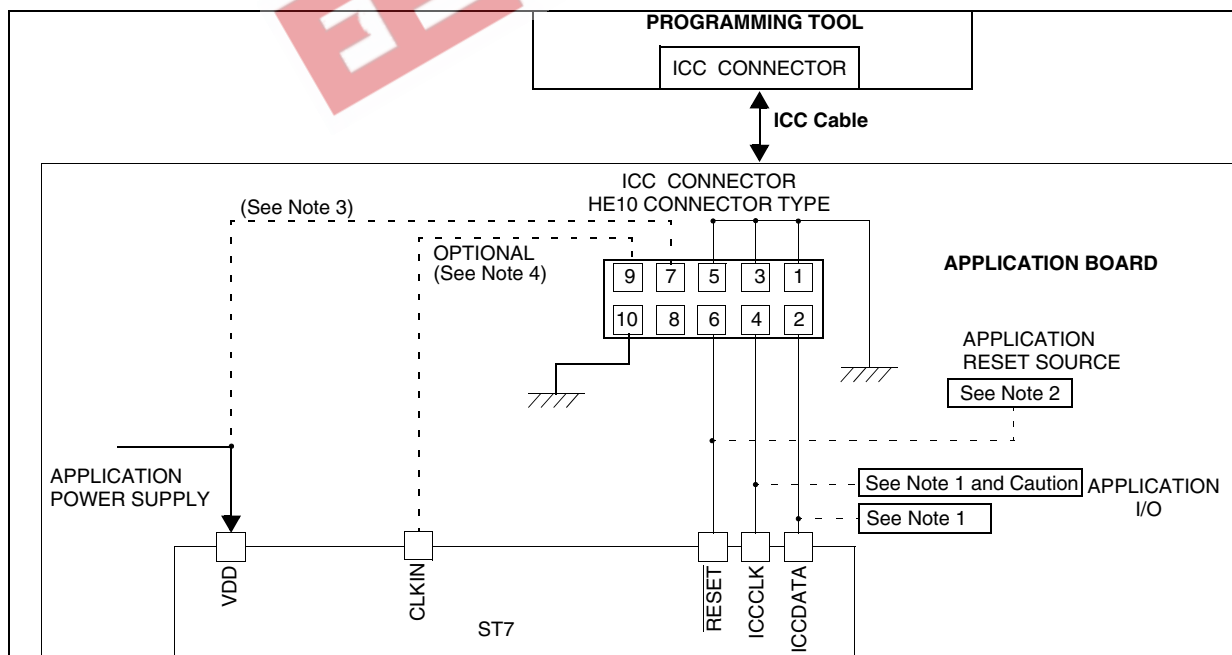 PROGRAMMING TOOL
ICC CONNECTOR
ICC Cable
ICC CONNECTOR
HE10 CONNECTOR TYPE
(See Note 3)
OPTIONAL
(See Note 4)
9 7 5 3 1
10 8 6 4 2
APPLICATION BOARD
APPLICATION
RESET SOURCE
See Note 2
APPLICATION
POWER SUPPLY
See Note 1 and Caution
See Note 1
APPLICATION
I/O
VDD
CLKIN
RESET
ICCCLK
ICCDATA
ST7